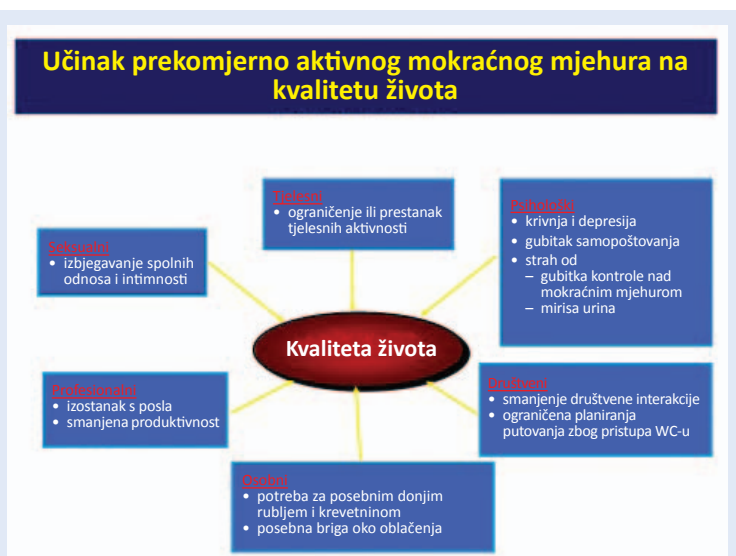 Učinak prekomjerno aktivnog mokraćnog mjehura na
kvalitetu života
Tjelesni
• ograničenje ili prestanak
tjelesnih aktivnosti
Psihološki
• krivnja i depresija
• gubitak samopoštovanja
• strah od
– gubitka kontrole nad
mokraćnim mjehurom
– mirisa urina
Seksualni
• izbjegavanje spolnih
odnosa i intimnosti
Kvaliteta života
Profesionalni
• izostanak s posla
• smanjena produktivnost
Društveni
• smanjenje društvene interakcije
• ograničena planiranja
putovanja zbog pristupa WC-u
Osobni
• potreba za posebnim donjim
rubljem i krevetninom
• posebna briga oko oblačenja